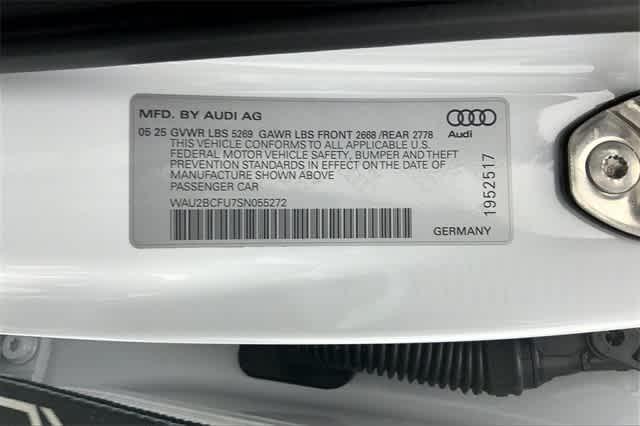 MFD. BY AUDI AG
05 25 GVWR LBS 5269 GAWR LBS FRONT 2668 /REAR 2778
THIS VEHICLE CONFORMS TO ALL APPLICABLE U.S.
FEDERAL MOTOR VEHICLE SAFETY, BUMPER AND THEFT
PREVENTION STANDARDS IN EFFECT ON THE DATE OF
MANUFACTURE SHOWN ABOVE
PASSENGER CAR
WAU2BCFU7SN055272
Audi
1952517
GERMANY